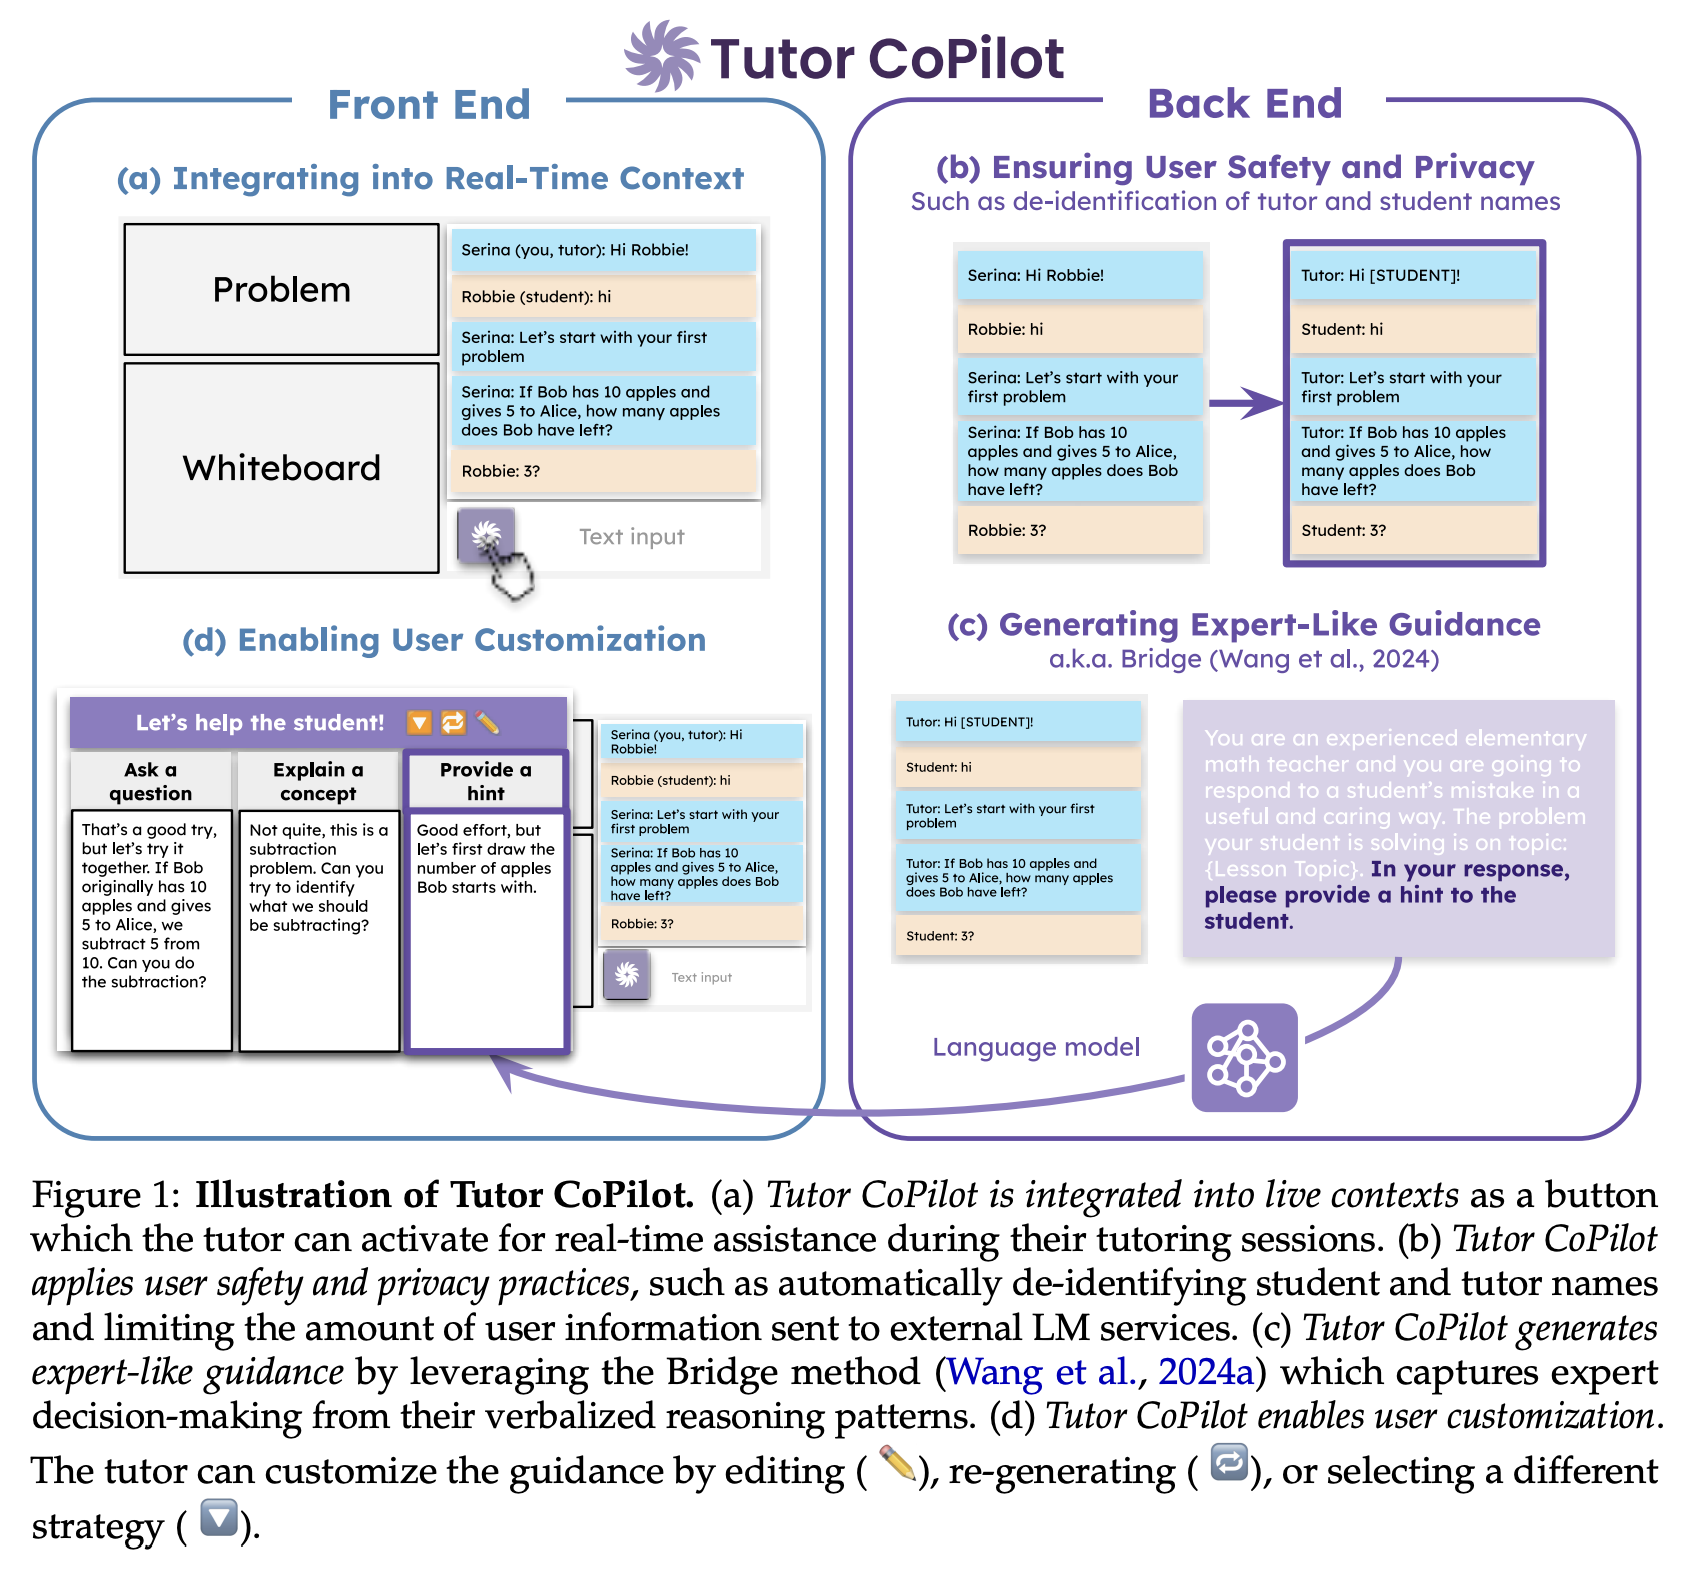 Tutor CoPilot
Front End
(a) Integrating into Real-Time Context
Problem
Whiteboard
Serina (you, tutor): Hi Robbie!
Robbie (student): hi
Serina: Let's start with your first
problem
Serina: If Bob has 10 apples and
gives 5 to Alice, how many apples
does Bob have left?
Robbie: 3?
Text input
(d) Enabling User Customization
Let's help the student!
Ask a
question
That's a good try,
but let's try it
together. If Bob
originally has 10
apples and gives
5 to Alice, we
subtract 5 from
10. Can you do
the subtraction?
Explain a
concept
Not quite, this is a
subtraction
problem. Can you
try to identify
what we should
be subtracting?
Provide a
hint
Good effort, but
let's first draw the
number of apples
Bob starts with.
Serina (you, tutor): Hi
Robbie!
Robbie (student): hi
Serina: Let's start with your
first problem
Serina: If Bob has 10
apples and gives 5 to Alice,
how many apples does Bob
have left?
Robbie: 3?
Text input
Back End
(b) Ensuring User Safety and Privacy
Such as de-identification of tutor and student names
Serina: Hi Robbie!
Robbie: hi
Serina: Let's start with your
first problem
Serina: If Bob has 10
apples and gives 5 to Alice,
how many apples does Bob
have left?
Robbie: 3?
Tutor: Hi [STUDENT]!
Student: hi
Tutor: Let's start with your
first problem
Tutor: If Bob has 10 apples
and gives 5 to Alice, how
many apples does Bob
have left?
Student: 3?
(c) Generating Expert-Like Guidance
a.k.a. Bridge (Wang et al., 2024)
Tutor: Hi [STUDENT]!
Student: hi
Tutor: Let's start with your first
problem
Tutor: If Bob has 10 apples and
gives 5 to Alice, how many apples
does Bob have left?
Student: 3?
You are an experienced elementary
math teacher and you are going to
respond to a student's mistake in a
useful and caring way. The problem
your student is solving is on topic:
{Lesson Topic}. In your response,
please provide a hint to the
student.
Language model
Figure 1: Illustration of Tutor CoPilot. (a) Tutor CoPilot is integrated into live contexts as a button
which the tutor can activate for real-time assistance during their tutoring sessions. (b) Tutor CoPilot
applies user safety and privacy practices, such as automatically de-identifying student and tutor names
and limiting the amount of user information sent to external LM services. (c) Tutor CoPilot generates
expert-like guidance by leveraging the Bridge method (Wang et al., 2024a) which captures expert
decision-making from their verbalized reasoning patterns. (d) Tutor CoPilot enables user customization.
The tutor can customize the guidance by editing ( ✏️), re-generating ( 🔁), or selecting a different
strategy ( 🔽).